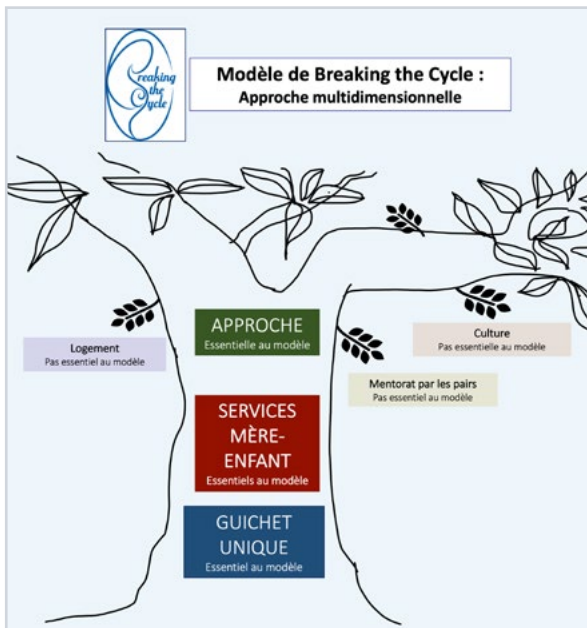 Breaking
the
Cycle
Modèle de Breaking the Cycle :
Approche multidimensionnelle
APPROCHE
Essentielle au modèle
Logement
Pas essentiel au modèle
Culture
Pas essentielle au modèle
Mentorat par les pairs
Pas essentiel au modèle
SERVICES
MÈRE-
ENFANT
Essentiels au modèle
GUICHET
UNIQUE
Essentiel au modèle